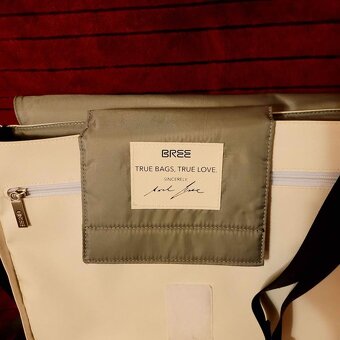 BREE
TRUE BAGS, TRUE LOVE.
SINCERELY,